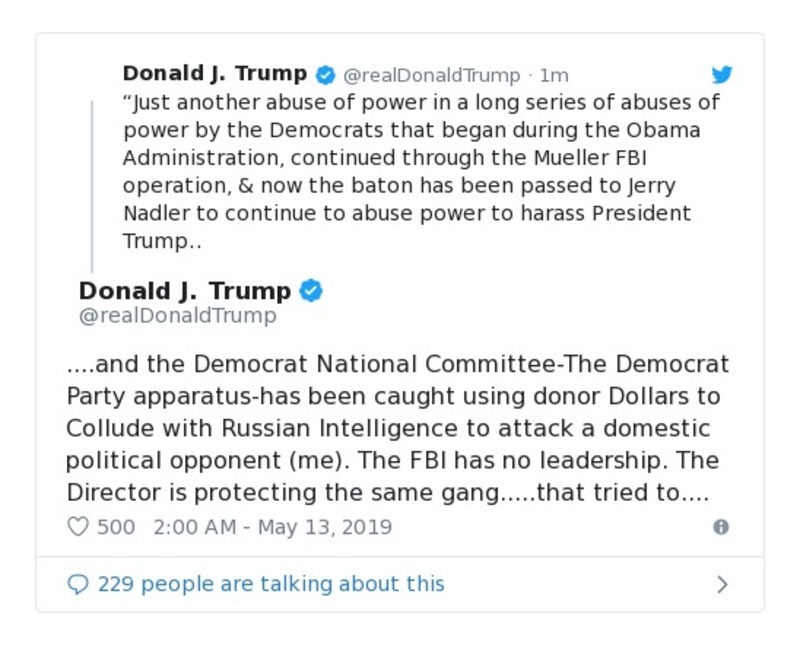 Donald J. Trump @realDonaldTrump · 1m
“Just another abuse of power in a long series of abuses of
power by the Democrats that began during the Obama
Administration, continued through the Mueller FBI
operation, & now the baton has been passed to Jerry
Nadler to continue to abuse power to harass President
Trump..
Donald J. Trump
@realDonaldTrump
....and the Democrat National Committee-The Democrat
Party apparatus-has been caught using donor Dollars to
Collude with Russian Intelligence to attack a domestic
political opponent (me). The FBI has no leadership. The
Director is protecting the same gang.....that tried to....
500 2:00 AM - May 13, 2019
229 people are talking about this